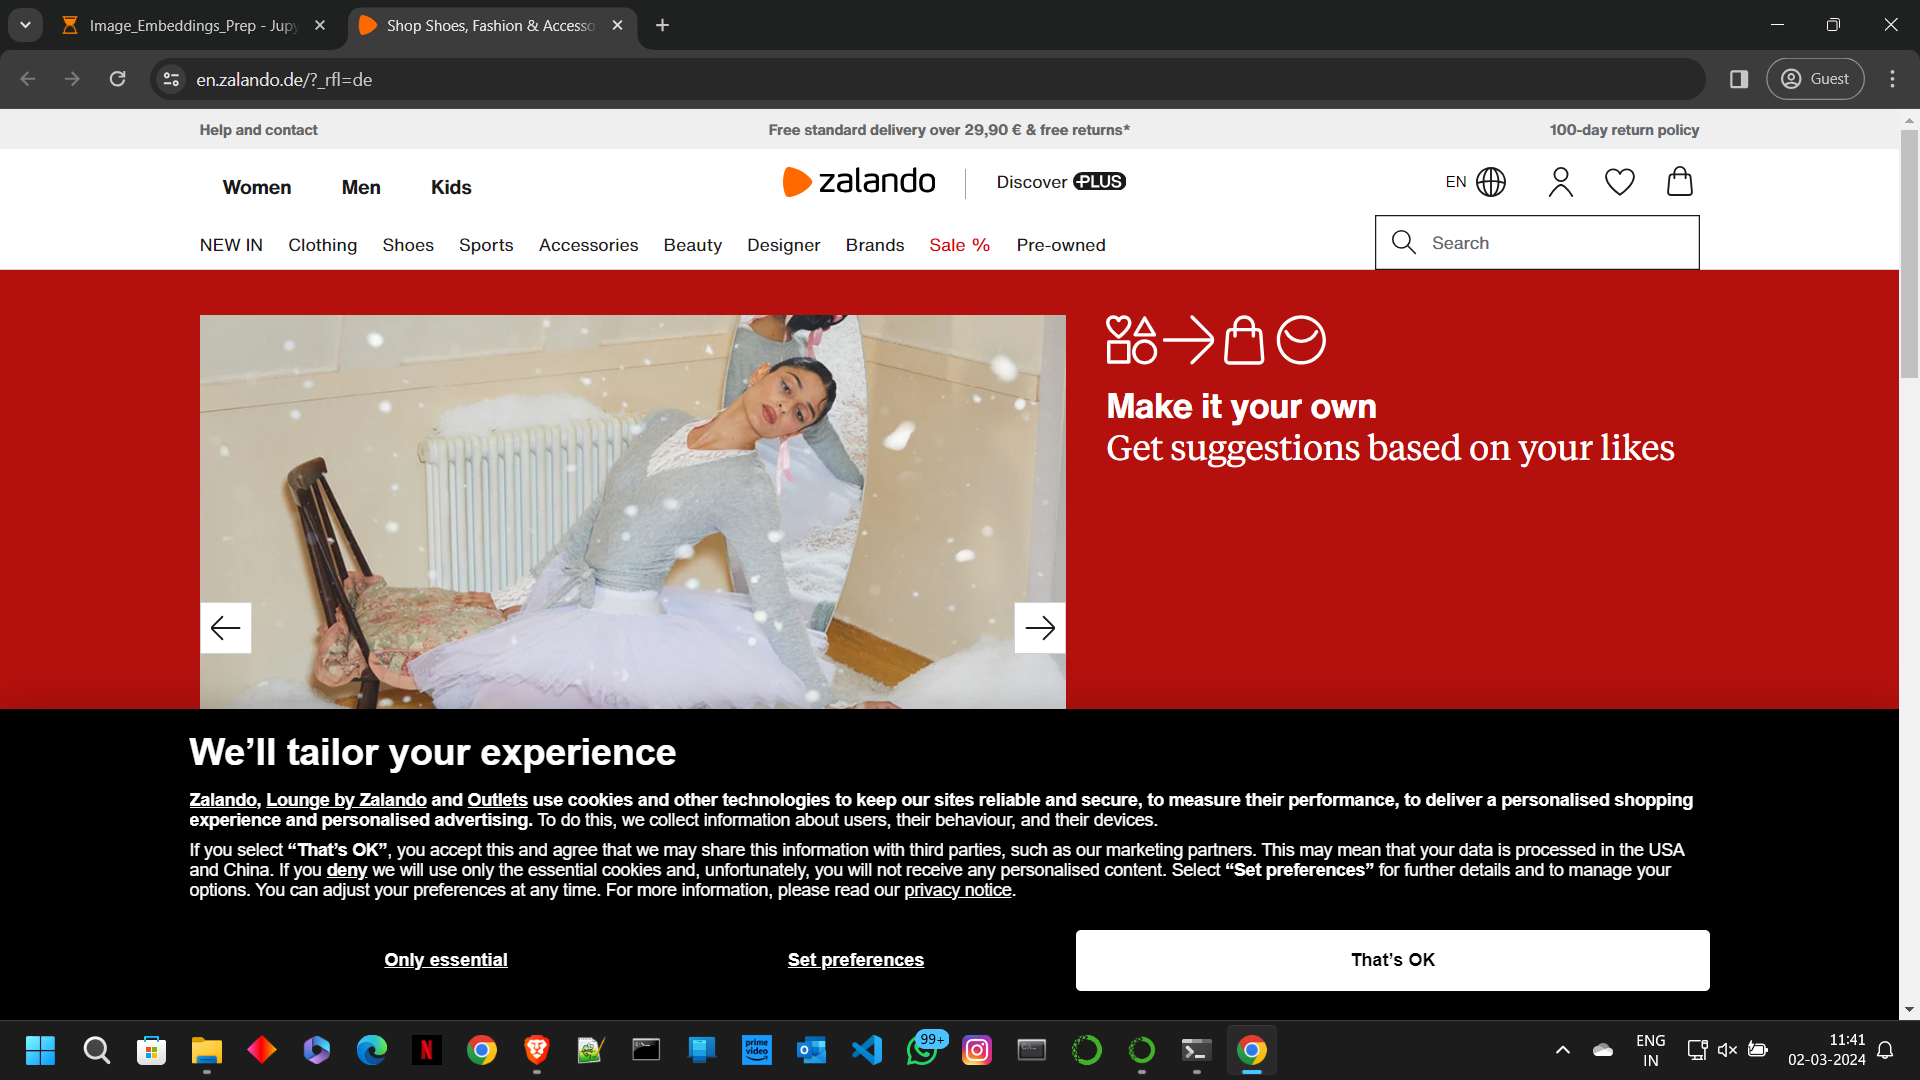 Image_Embeddings_Prep - Jupy
Shop Shoes, Fashion & Accesso
en.zalando.de/?_rfl=de
Guest
Help and contact
Free standard delivery over 29,90 € & free returns*
100-day return policy
Women Men Kids
zalando
Discover PLUS
EN
NEW IN Clothing Shoes Sports Accessories Beauty Designer Brands Sale % Pre-owned
Search
Make it your own
Get suggestions based on your likes
We’ll tailor your experience
Zalando, Lounge by Zalando and Outlets use cookies and other technologies to keep our sites reliable and secure, to measure their performance, to deliver a personalised shopping
experience and personalised advertising. To do this, we collect information about users, their behaviour, and their devices.
If you select “That’s OK”, you accept this and agree that we may share this information with third parties, such as our marketing partners. This may mean that your data is processed in the USA
and China. If you deny we will use only the essential cookies and, unfortunately, you will not receive any personalised content. Select “Set preferences” for further details and to manage your
options. You can adjust your preferences at any time. For more information, please read our privacy notice.
Only essential
Set preferences
That’s OK
N
prime
video
99+
ENG
IN
11:41
02-03-2024